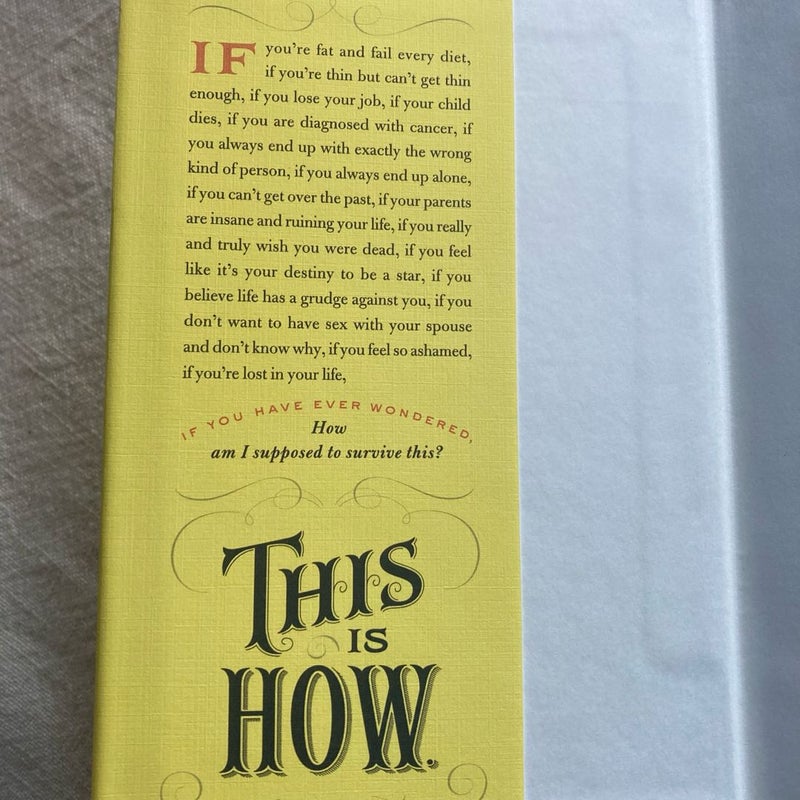 IF you're fat and fail every diet,
if you're thin but can't get thin
enough, if you lose your job, if your child
dies, if you are diagnosed with cancer, if
you always end up with exactly the wrong
kind of person, if you always end up alone,
if you can't get over the past, if your parents
are insane and ruining your life, if you really
and truly wish you were dead, if you feel
like it's your destiny to be a star, if you
believe life has a grudge against you, if you
don't want to have sex with your spouse
and don't know why, if you feel so ashamed,
if you're lost in your life,
IF YOU HAVE EVER WONDERED,
How
am I supposed to survive this?
THIS
IS
HOW.